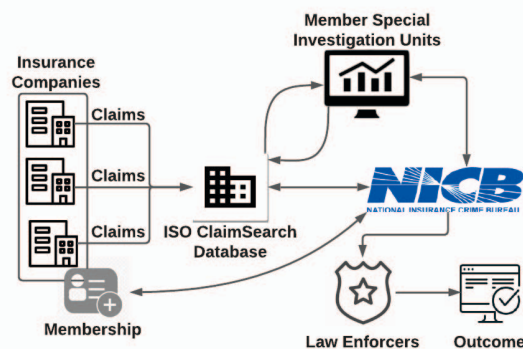 Member Special
Investigation Units
Insurance
Companies
Claims
Claims
Claims
ISO ClaimSearch
Database
NICB
NATIONAL INSURANCE CRIME BUREAU
Membership
Law Enforcers
Outcome